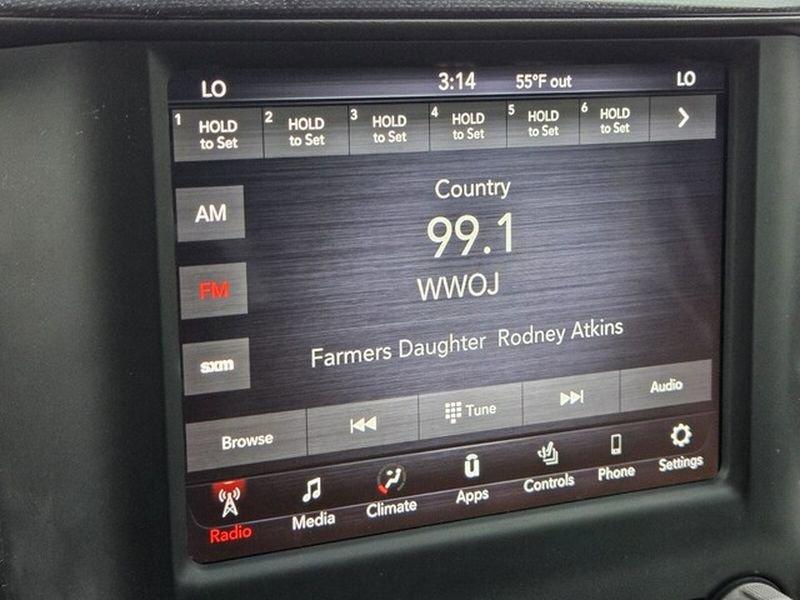 LO 3:14 55°F out LO
1 HOLD to Set 2 HOLD to Set 3 HOLD to Set 4 HOLD to Set 5 HOLD to Set 6 HOLD to Set
Country
AM
99.1
FM
WWOJ
Farmers Daughter Rodney Atkins
sxm
Browse Tune Audio
Radio Media Climate Apps Controls Phone Settings